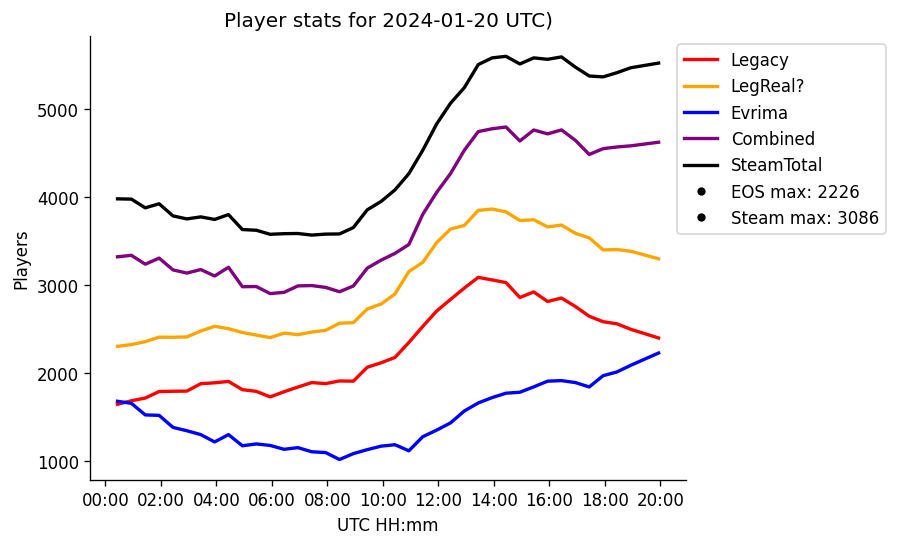 Player stats for 2024-01-20 UTC)
Legacy
LegReal?
Evrima
Combined
SteamTotal
EOS max: 2226
Steam max: 3086
Players
5000
4000
3000
2000
1000
00:00 02:00 04:00 06:00 08:00 10:00 12:00 14:00 16:00 18:00 20:00
UTC HH:mm